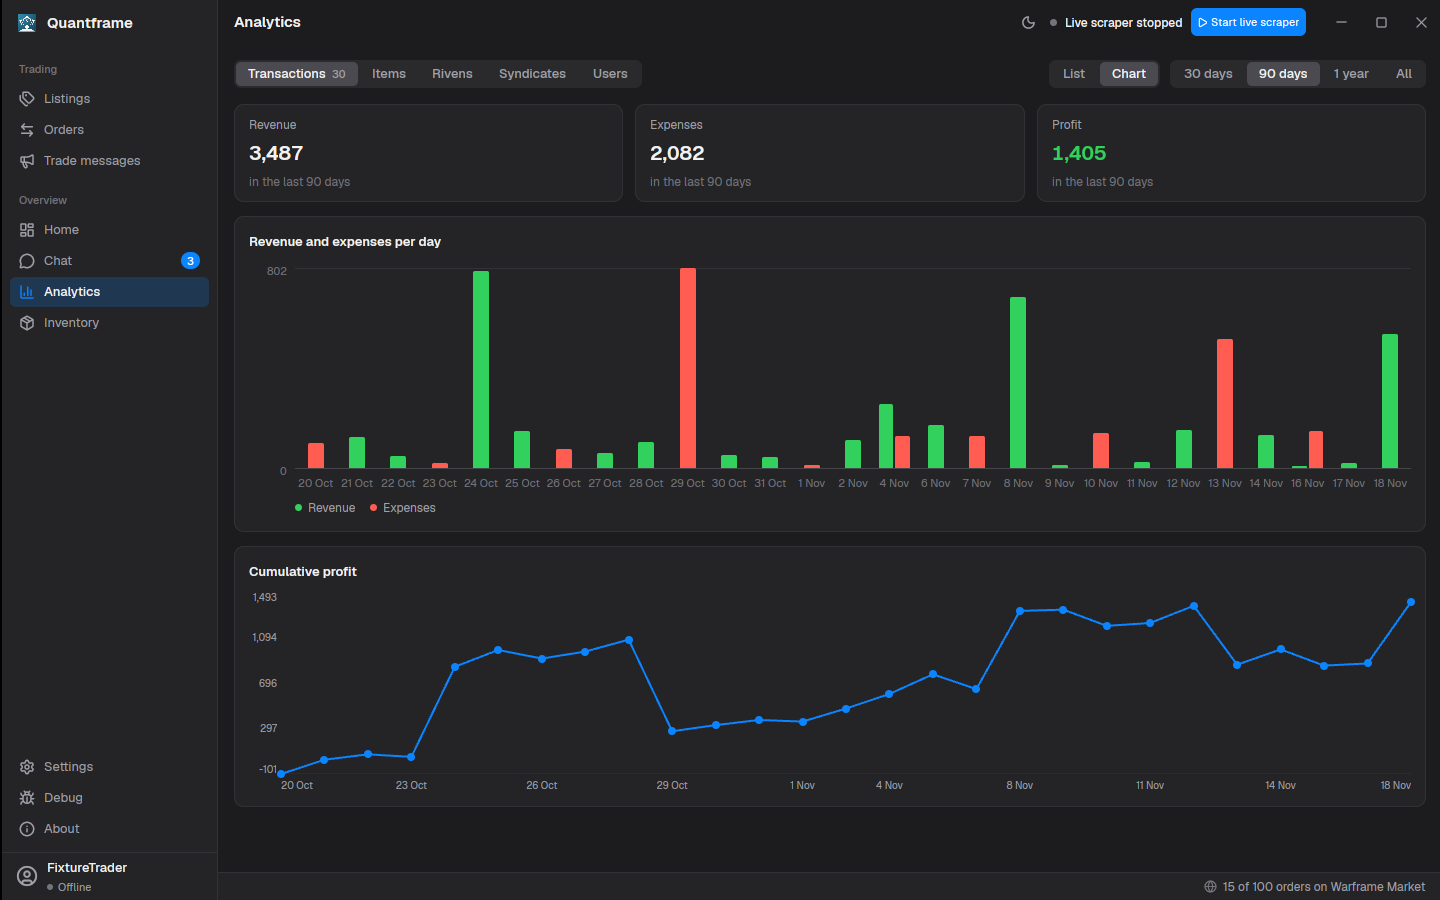 Quantframe
Analytics
Live scraper stopped
Start live scraper
Trading
Listings
Orders
Trade messages
Overview
Home
Chat 3
Analytics
Inventory
Settings
Debug
About
FixtureTrader
Offline
Transactions 30 Items Rivens Syndicates Users
List Chart
30 days 90 days 1 year All
Revenue
3,487
in the last 90 days
Expenses
2,082
in the last 90 days
Profit
1,405
in the last 90 days
Revenue and expenses per day
802
0
20 Oct 21 Oct 22 Oct 23 Oct 24 Oct 25 Oct 26 Oct 27 Oct 28 Oct 29 Oct 30 Oct 31 Oct 1 Nov 2 Nov 4 Nov 6 Nov 7 Nov 8 Nov 9 Nov 10 Nov 11 Nov 12 Nov 13 Nov 14 Nov 16 Nov 17 Nov 18 Nov
Revenue Expenses
Cumulative profit
1,493
1,094
696
297
-101
20 Oct 23 Oct 26 Oct 29 Oct 1 Nov 4 Nov 8 Nov 11 Nov 14 Nov 18 Nov
15 of 100 orders on Warframe Market